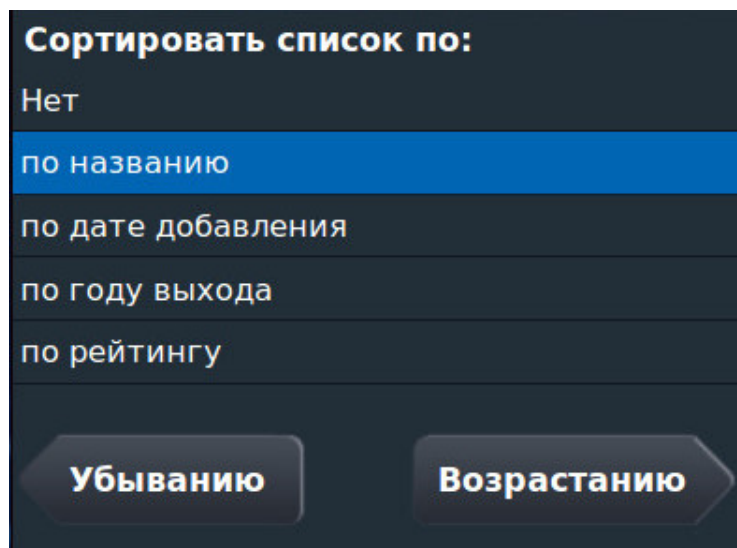 Сортировать список по:
Нет
по названию
по дате добавления
по году выхода
по рейтингу
Убыванию
Возрастанию